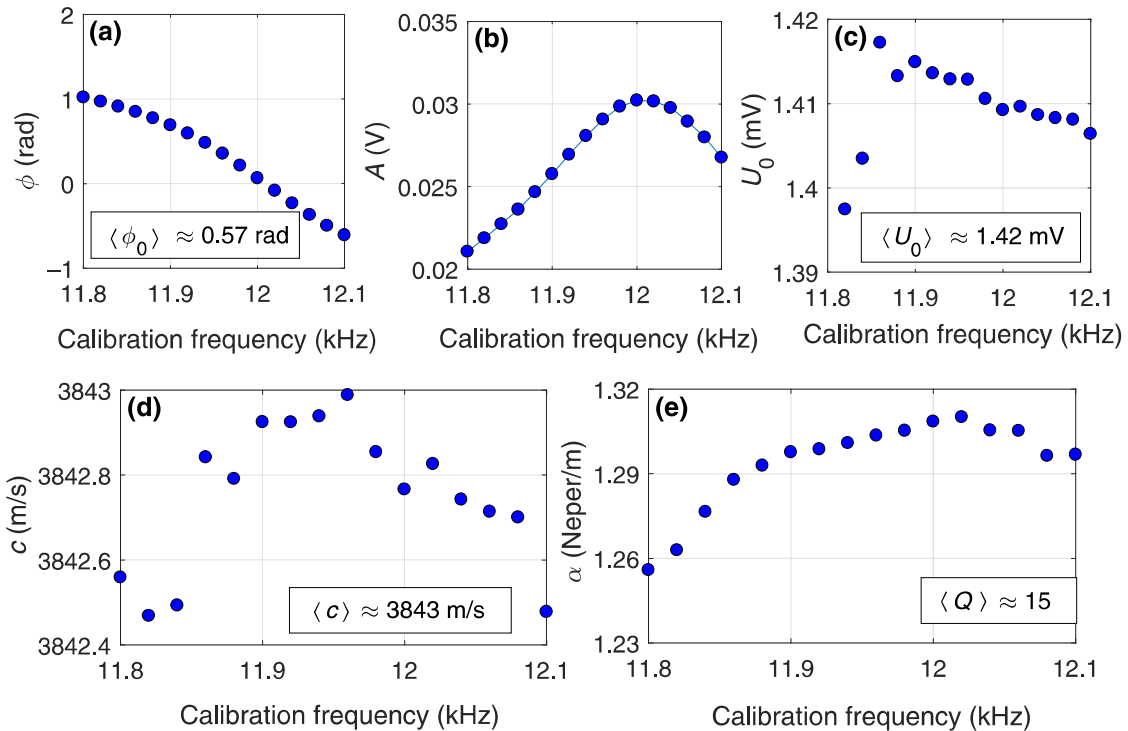 (a)
2
1
0
−1
ϕ (rad)
⟨ϕ0⟩ ≈ 0.57 rad
11.8 11.9 12 12.1
Calibration frequency (kHz)
(b)
0.035
0.03
0.025
0.02
A (V)
11.8 11.9 12 12.1
Calibration frequency (kHz)
(c)
1.42
1.41
1.4
1.39
U0 (mV)
⟨U0⟩ ≈ 1.42 mV
11.8 11.9 12 12.1
Calibration frequency (kHz)
(d)
3843
3842.8
3842.6
3842.4
c (m/s)
⟨c⟩ ≈ 3843 m/s
11.8 11.9 12 12.1
Calibration frequency (kHz)
(e)
1.32
1.29
1.26
1.23
α (Neper/m)
⟨Q⟩ ≈ 15
11.8 11.9 12 12.1
Calibration frequency (kHz)